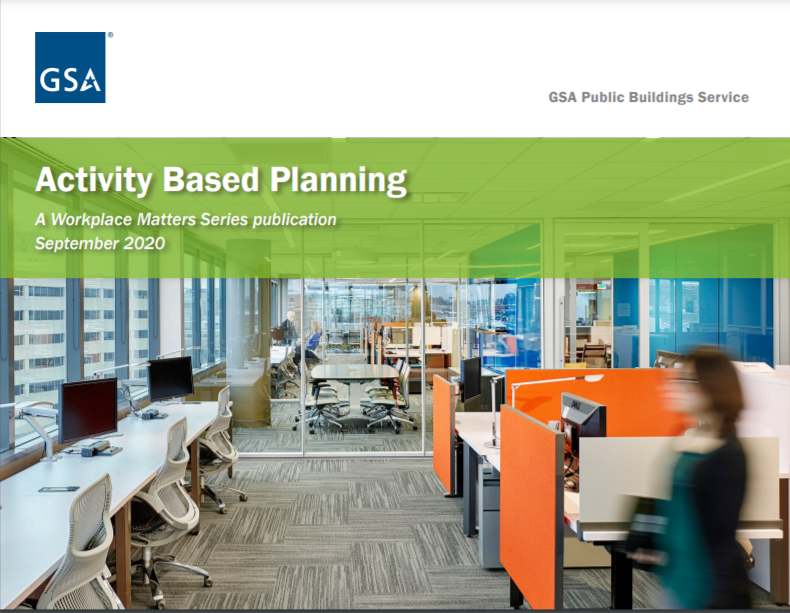 GSA
®
GSA Public Buildings Service
Activity Based Planning
A Workplace Matters Series publication
September 2020